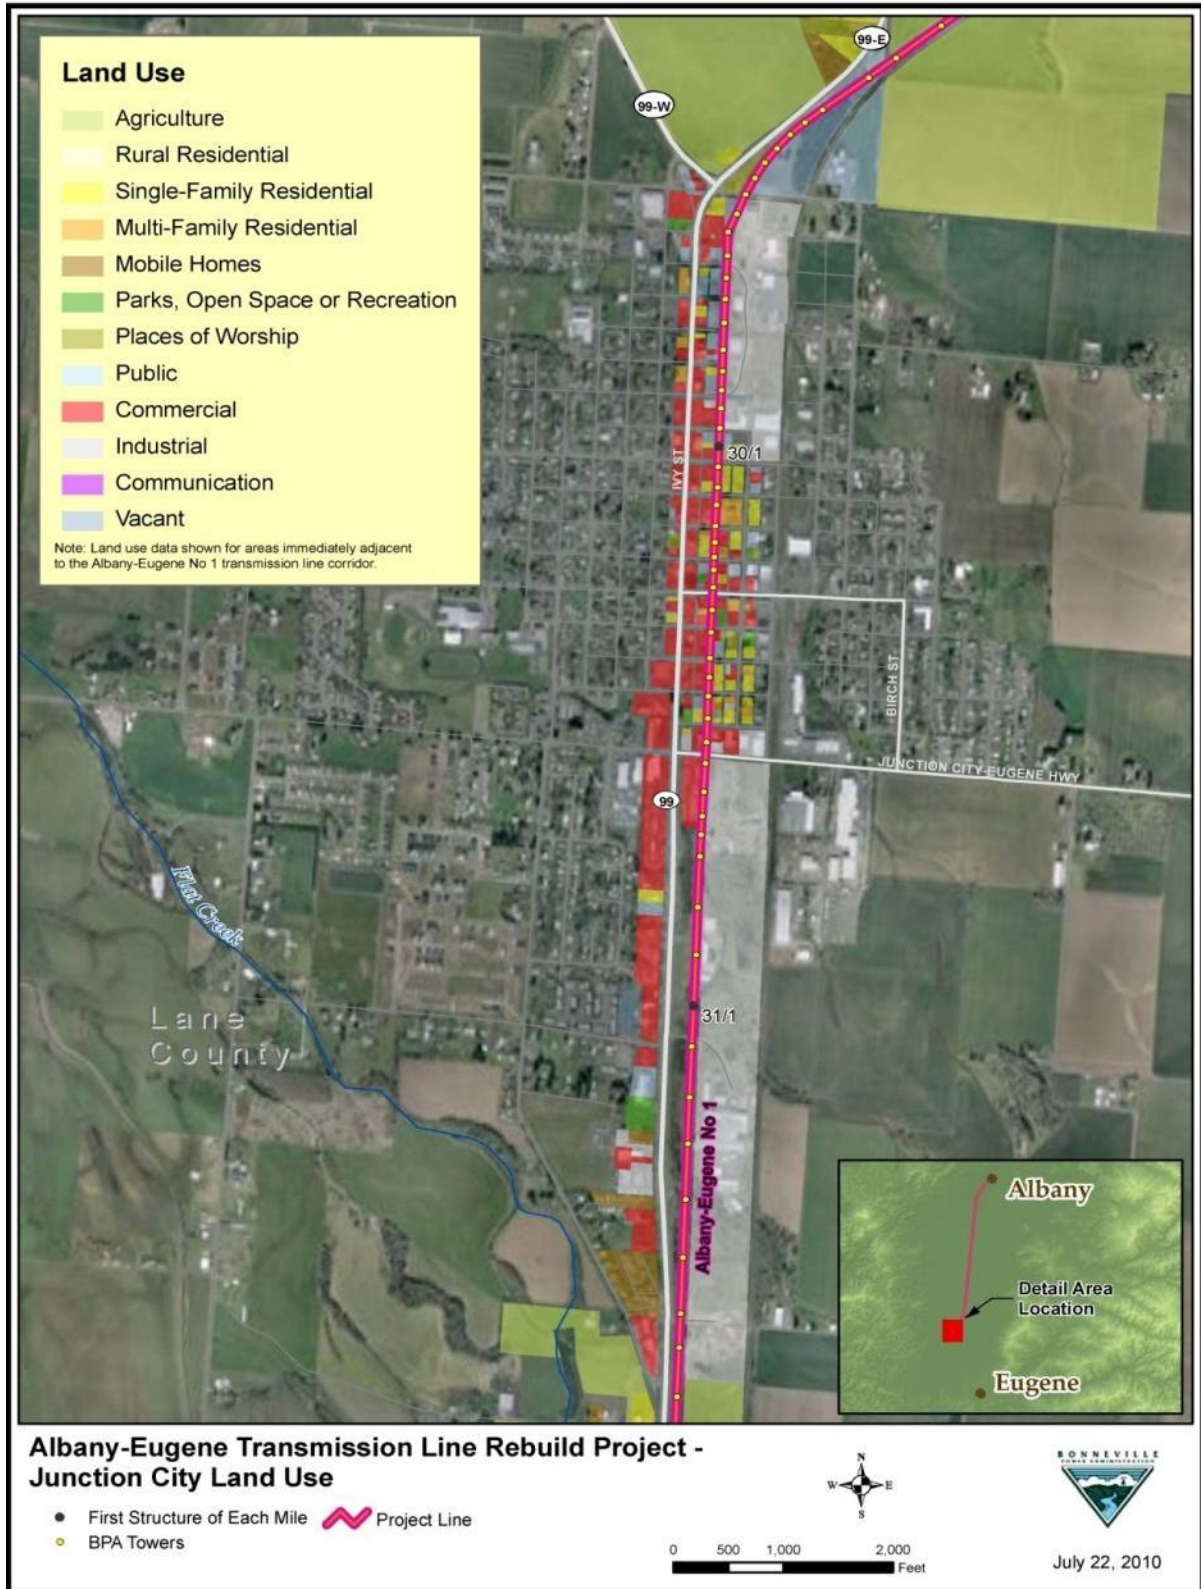 Land Use
Agriculture
Rural Residential
Single-Family Residential
Multi-Family Residential
Mobile Homes
Parks, Open Space or Recreation
Places of Worship
Public
Commercial
Industrial
Communication
Vacant
Note: Land use data shown for areas immediately adjacent
to the Albany-Eugene No 1 transmission line corridor.
99-E
99-W
30/1
IVY ST
BIRCH ST
JUNCTION CITY-EUGENE HWY
99
Flat Creek
31/1
Lane
County
Albany-Eugene No 1
Albany
Detail Area
Location
Eugene
Albany-Eugene Transmission Line Rebuild Project -
Junction City Land Use
First Structure of Each Mile
Project Line
BPA Towers
N
W
E
S
0 500 1,000 2,000
Feet
BONNEVILLE
POWER ADMINISTRATION
July 22, 2010